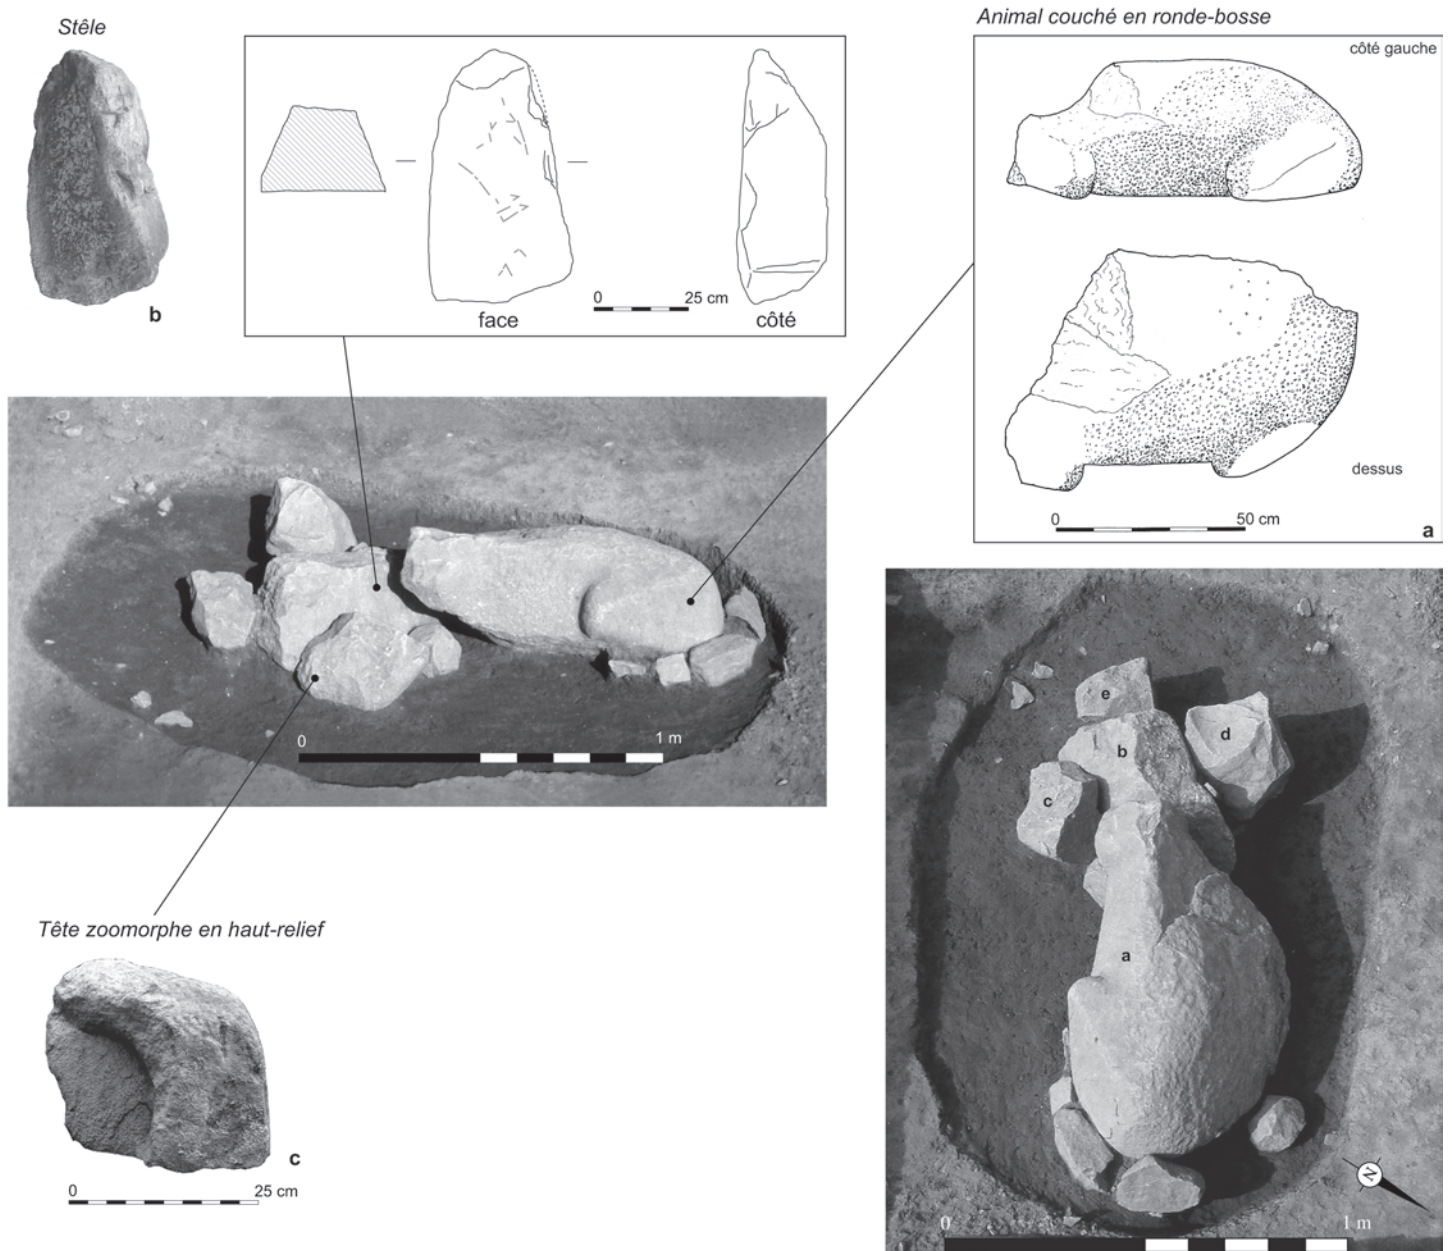 Stêle
Animal couché en ronde-bosse
côté gauche
b
0 25 cm
face
côté
dessus
0 50 cm
a
0 1 m
e
b
d
c
a
Tête zoomorphe en haut-relief
c
0 25 cm
N
0 1 m